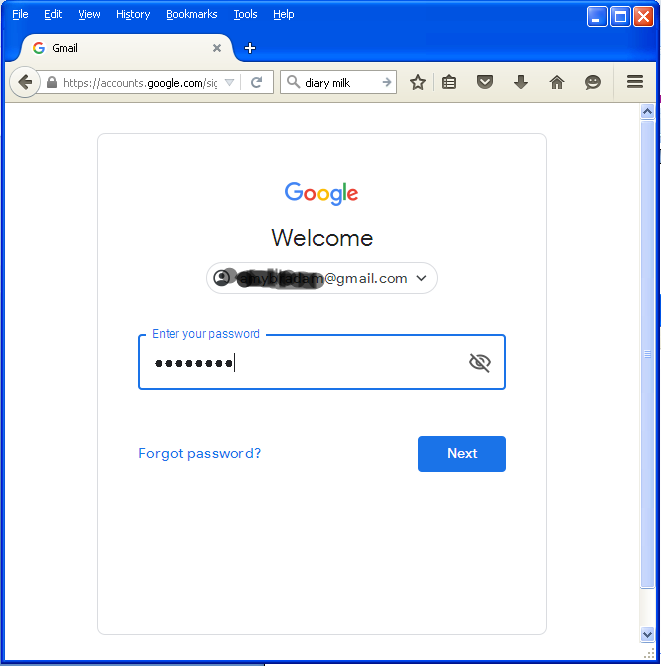 File Edit View History Bookmarks Tools Help
Gmail
https://accounts.google.com/sig
diary milk
Google
Welcome
@gmail.com
Enter your password
Forgot password?
Next